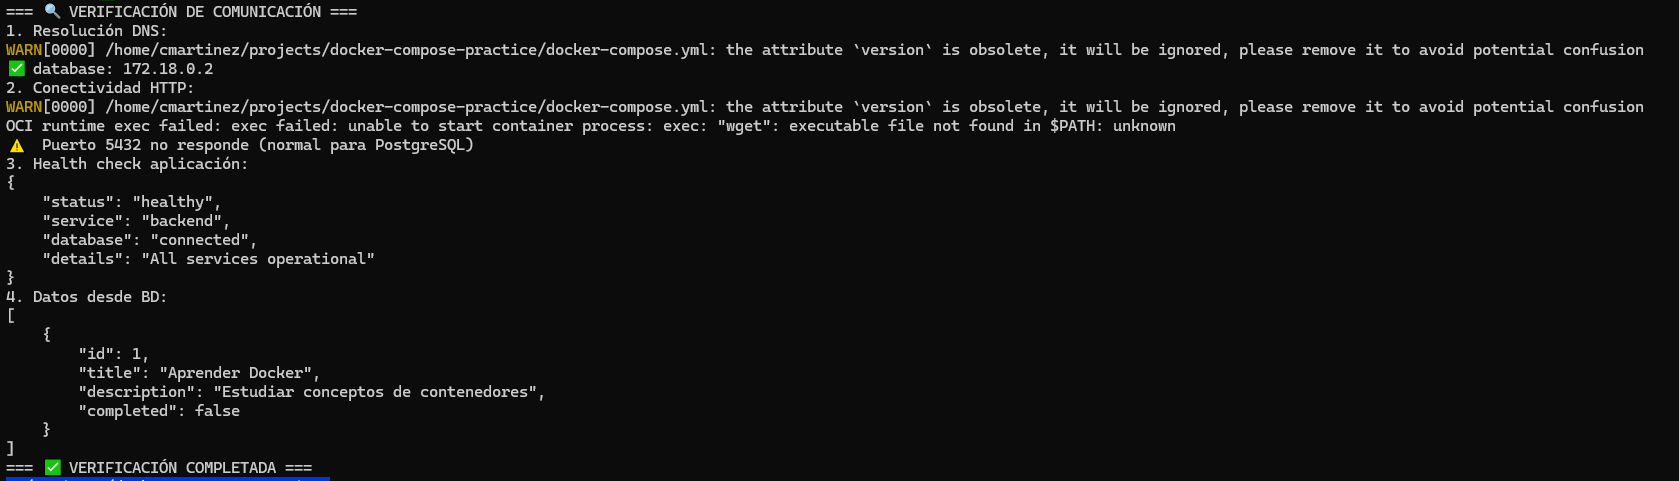 === 🔍 VERIFICACIÓN DE COMUNICACIÓN ===
1. Resolución DNS:
WARN[0000] /home/cmartinez/projects/docker-compose-practice/docker-compose.yml: the attribute `version` is obsolete, it will be ignored, please remove it to avoid potential confusion
✅ database: 172.18.0.2
2. Conectividad HTTP:
WARN[0000] /home/cmartinez/projects/docker-compose-practice/docker-compose.yml: the attribute `version` is obsolete, it will be ignored, please remove it to avoid potential confusion
OCI runtime exec failed: exec failed: unable to start container process: exec: "wget": executable file not found in $PATH: unknown
⚠️  Puerto 5432 no responde (normal para PostgreSQL)
3. Health check aplicación:
{
    "status": "healthy",
    "service": "backend",
    "database": "connected",
    "details": "All services operational"
}
4. Datos desde BD:
[
    {
        "id": 1,
        "title": "Aprender Docker",
        "description": "Estudiar conceptos de contenedores",
        "completed": false
    }
]
=== ✅ VERIFICACIÓN COMPLETADA ===